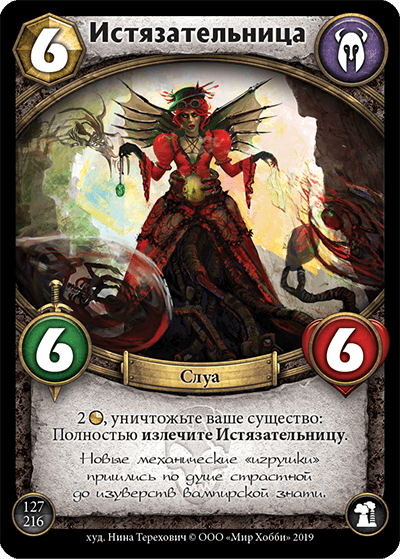 6 Истязательница
6 6
Слуа
2 , уничтожьте ваше существо:
Полностью излечите Истязательницу.
Новые механические «игрушки»
пришлись по душе страстной
до изуверств вампирской знати.
127
216
худ. Нина Терехович © ООО «Мир Хобби» 2019